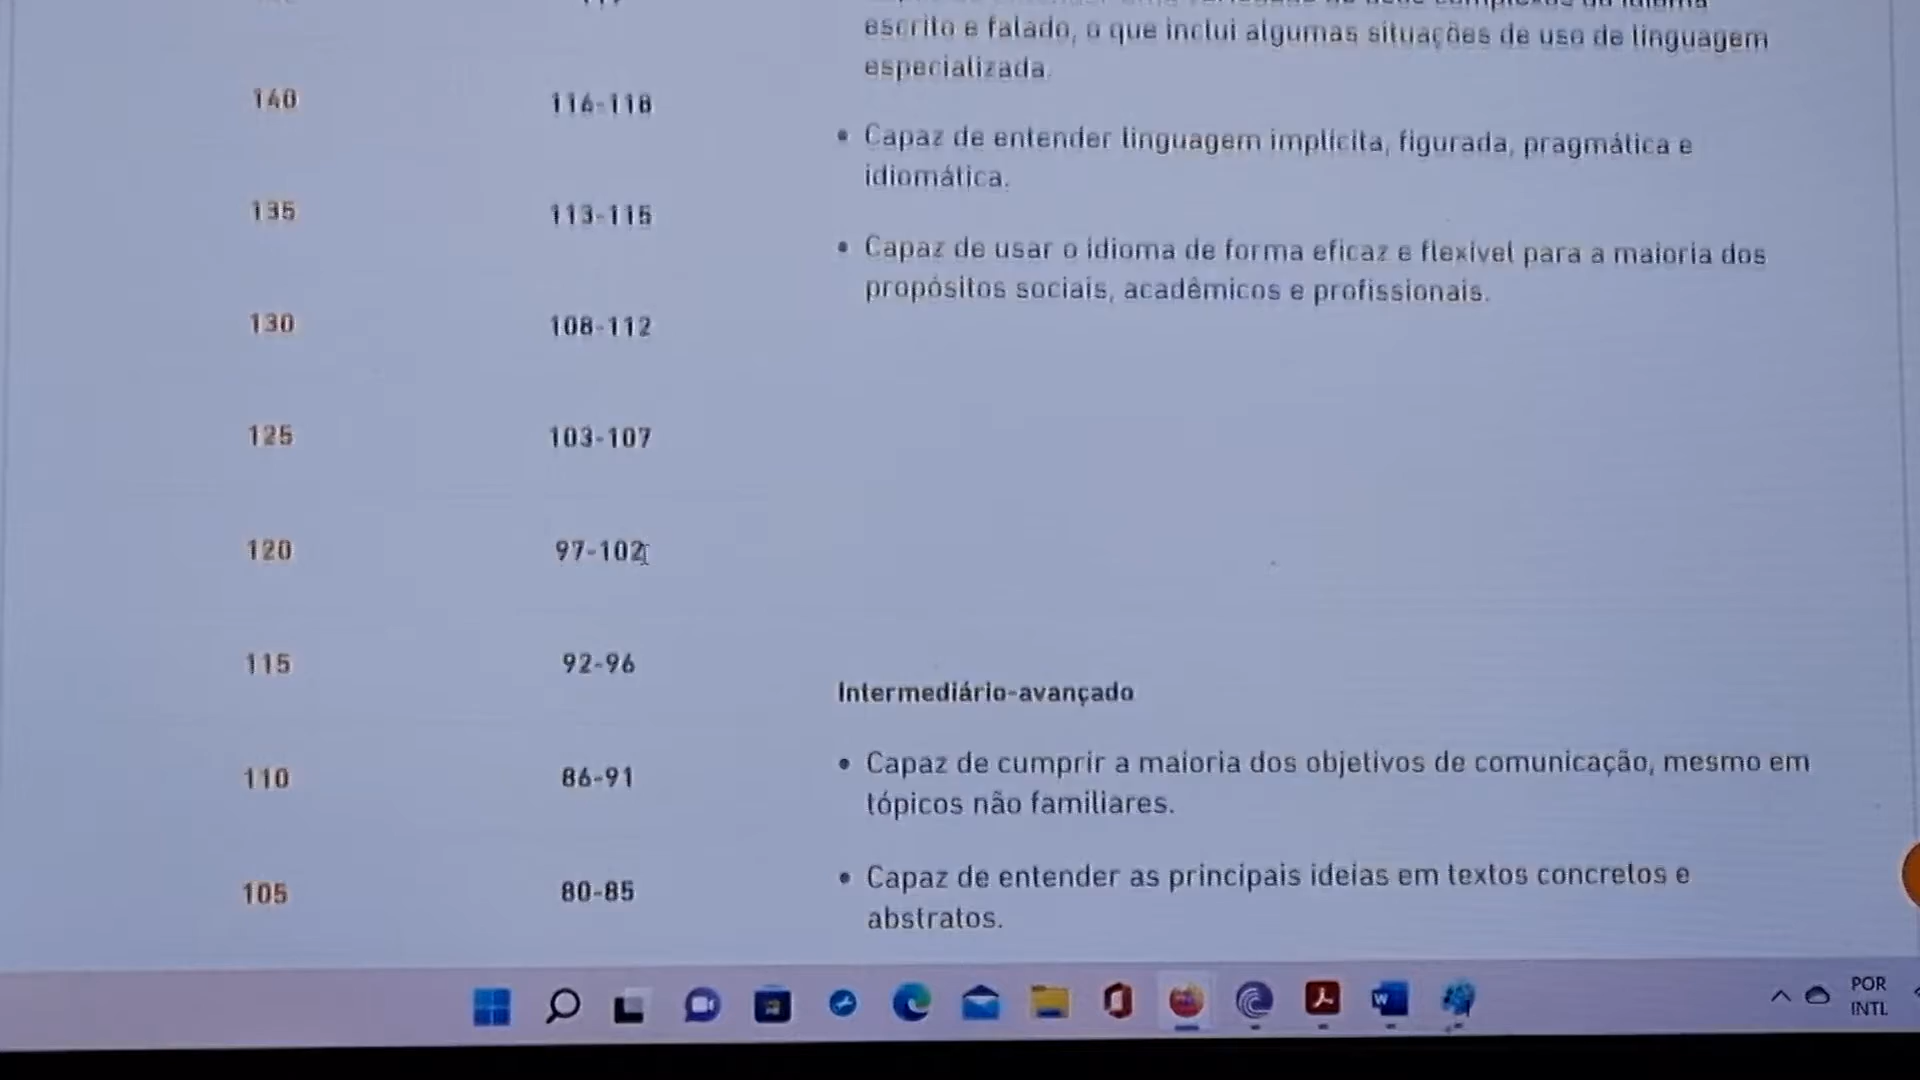 escrito e falado, o que inclui algumas situações de uso de linguagem
especializada.
140 116-118
• Capaz de entender linguagem implícita, figurada, pragmática e
idiomática.
135 113-115
• Capaz de usar o idioma de forma eficaz e flexível para a maioria dos
propósitos sociais, acadêmicos e profissionais.
130 108-112
125 103-107
120 97-102
115 92-96
Intermediário-avançado
110 86-91
• Capaz de cumprir a maioria dos objetivos de comunicação, mesmo em
tópicos não familiares.
105 80-85
• Capaz de entender as principais ideias em textos concretos e
abstratos.
POR
INTL